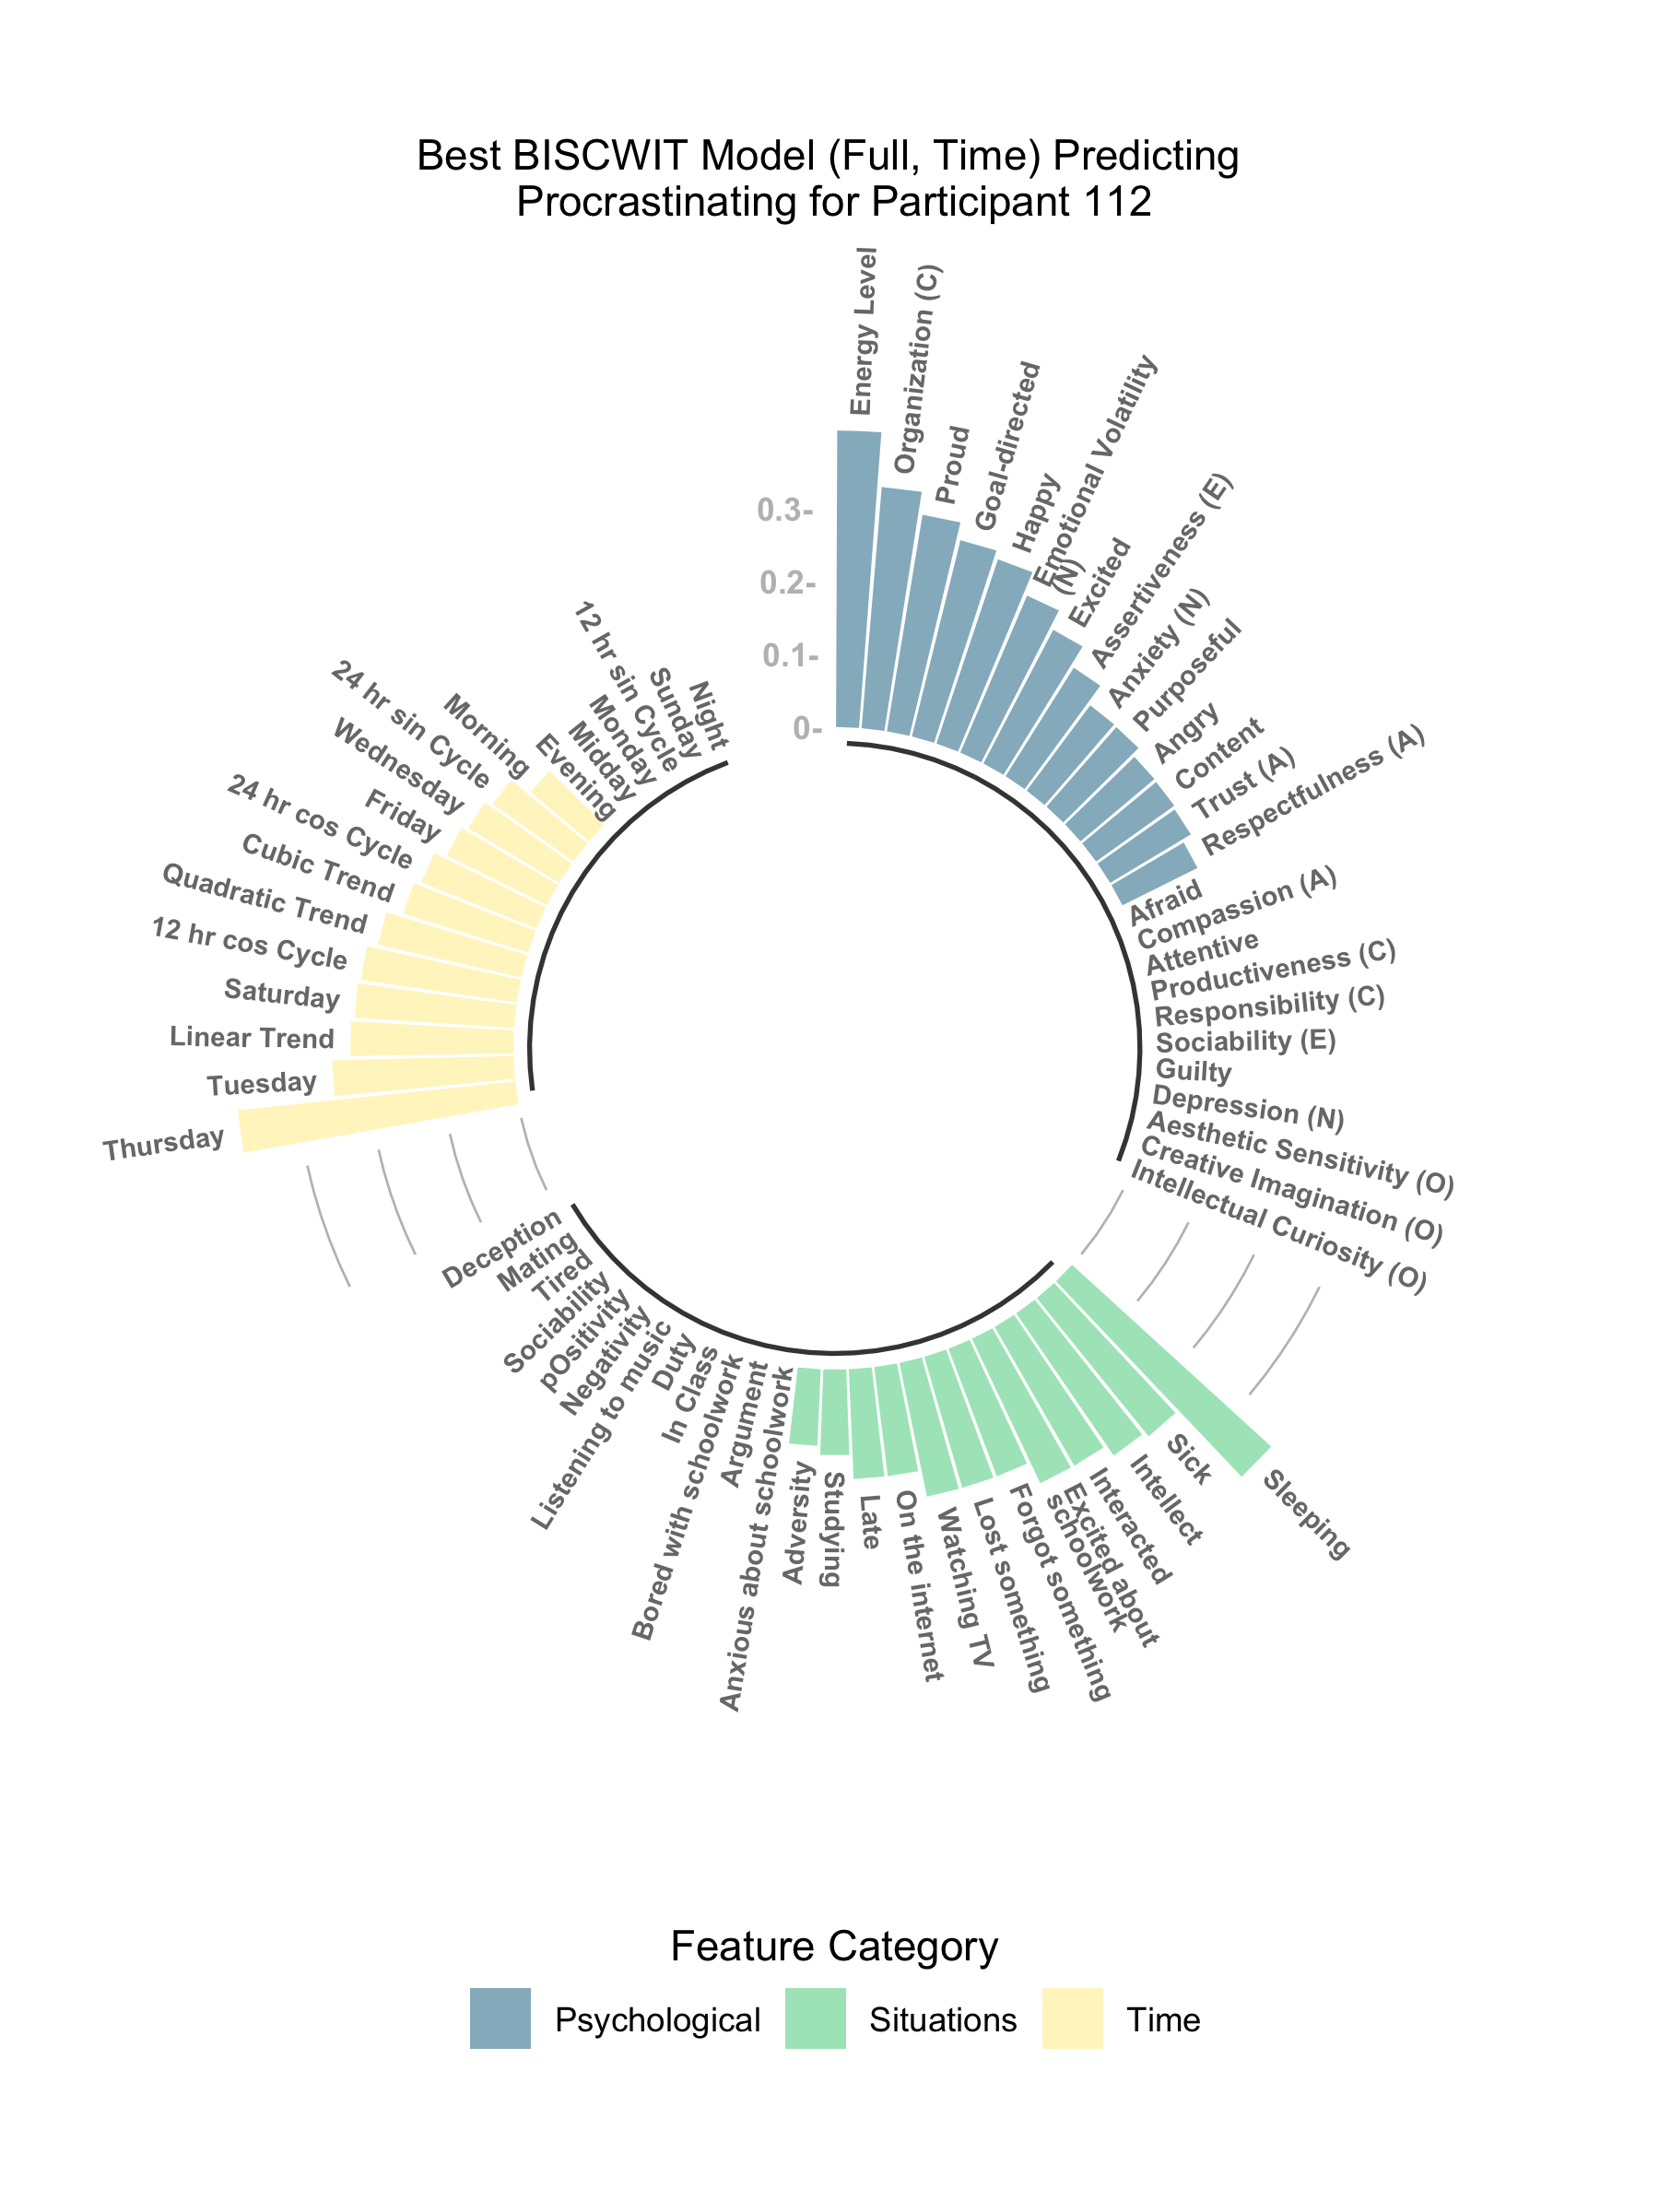 Best BISCWIT Model (Full, Time) Predicting
Procrastinating for Participant 112
0.3-
0.2-
0.1-
0-
Energy Level
Organization (C)
Proud
Goal-directed
Happy
Emotional Volatility
(N)
Excited
Assertiveness (E)
Anxiety (N)
Purposeful
Angry
Content
Trust (A)
Respectfulness (A)
Afraid
Compassion (A)
Attentive
Productiveness (C)
Responsibility (C)
Sociability (E)
Guilty
Depression (N)
Aesthetic Sensitivity (O)
Creative Imagination (O)
Intellectual Curiosity (O)
Sleeping
Sick
Intellect
Interacted
Excited about
schoolwork
Forgot something
Lost something
Watching TV
On the internet
Late
Studying
Adversity
Anxious about schoolwork
Argument
Bored with schoolwork
In Class
Duty
Listening to music
Negativity
pOsitivity
Sociability
Tired
Mating
Deception
Thursday
Tuesday
Linear Trend
Saturday
12 hr cos Cycle
Quadratic Trend
Cubic Trend
24 hr cos Cycle
Friday
Wednesday
24 hr sin Cycle
Morning
Evening
Midday
Monday
12 hr sin Cycle
Sunday
Night
Feature Category
Psychological
Situations
Time